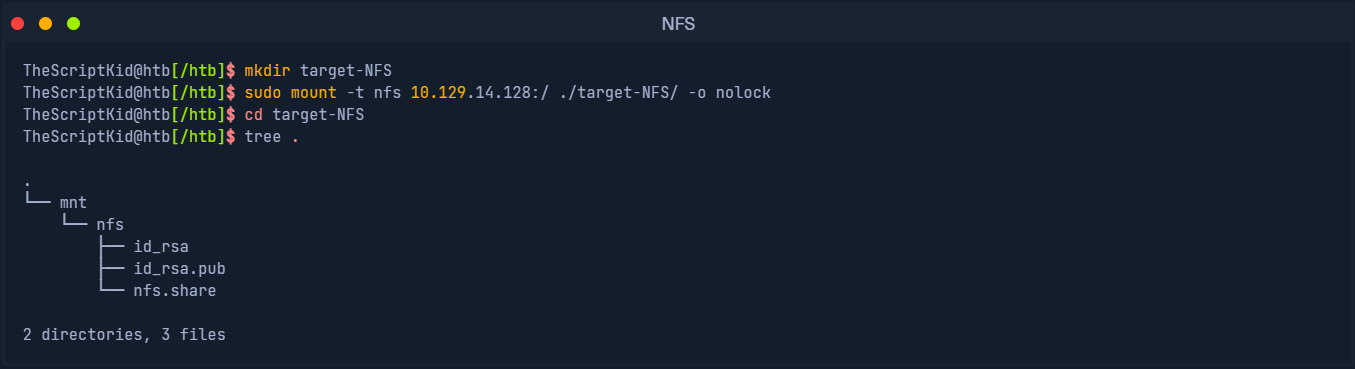 NFS
TheScriptKid@htb[/htb]$ mkdir target-NFS
TheScriptKid@htb[/htb]$ sudo mount -t nfs 10.129.14.128:/ ./target-NFS/ -o nolock
TheScriptKid@htb[/htb]$ cd target-NFS
TheScriptKid@htb[/htb]$ tree .
.
└── mnt
    └── nfs
        ├── id_rsa
        ├── id_rsa.pub
        └── nfs.share
2 directories, 3 files